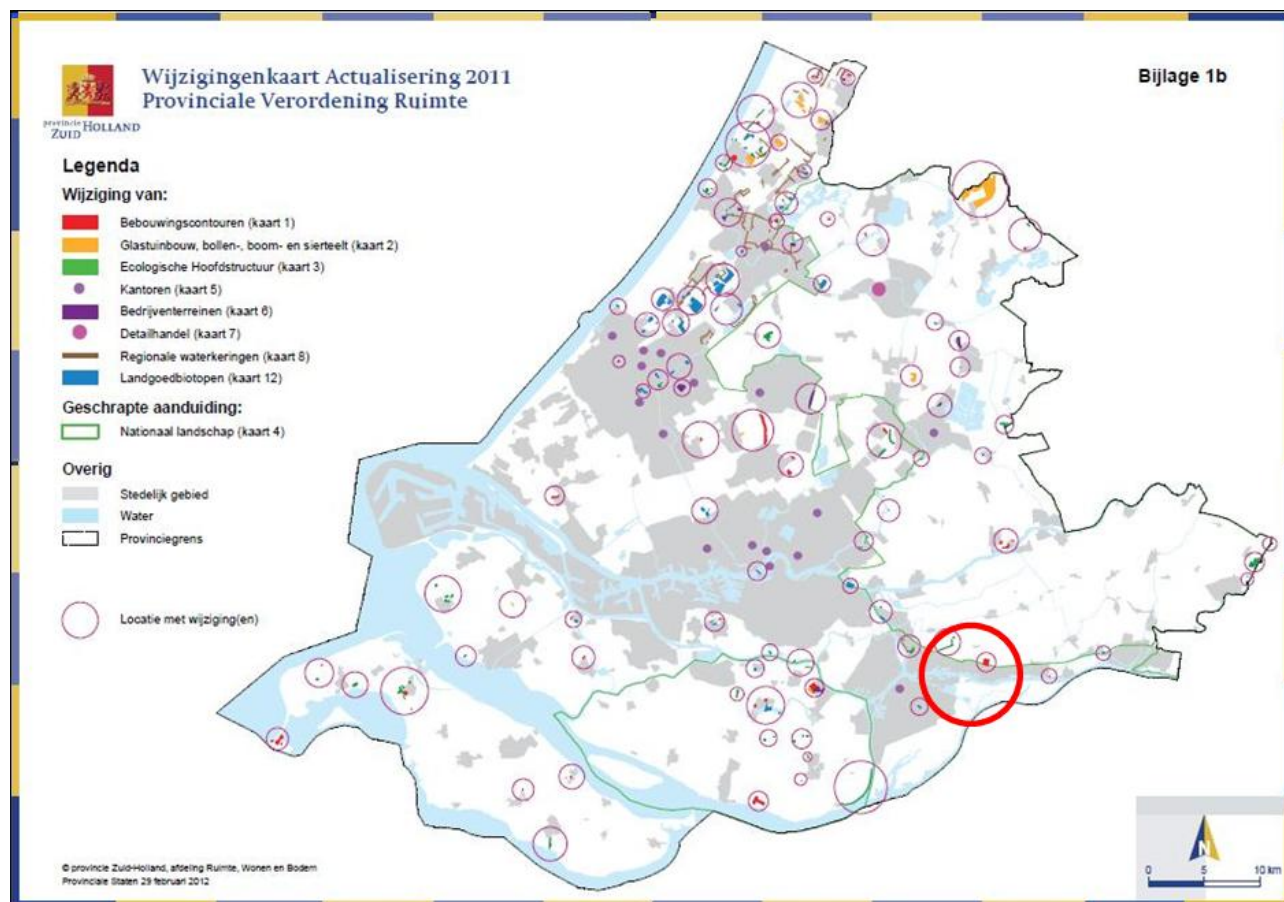 Wijzigingenkaart Actualisering 2011
Provinciale Verordening Ruimte
Bijlage 1b
provincie
ZUID HOLLAND
Legenda
Wijziging van:
Bebouwingscontouren (kaart 1)
Glastuinbouw, bollen-, boom- en sierteelt (kaart 2)
Ecologische Hoofdstructuur (kaart 3)
Kantoren (kaart 5)
Bedrijventerreinen (kaart 6)
Detailhandel (kaart 7)
Regionale waterkeringen (kaart 8)
Landgoedbiotopen (kaart 12)
Geschrapte aanduiding:
Nationaal landschap (kaart 4)
Overig
Stedelijk gebied
Water
Provinciegrens
Locatie met wijziging(en)
© provincie Zuid-Holland, afdeling Ruimte, Wonen en Bodem
Provinciale Staten 29 februari 2012
N
0 5 10 km